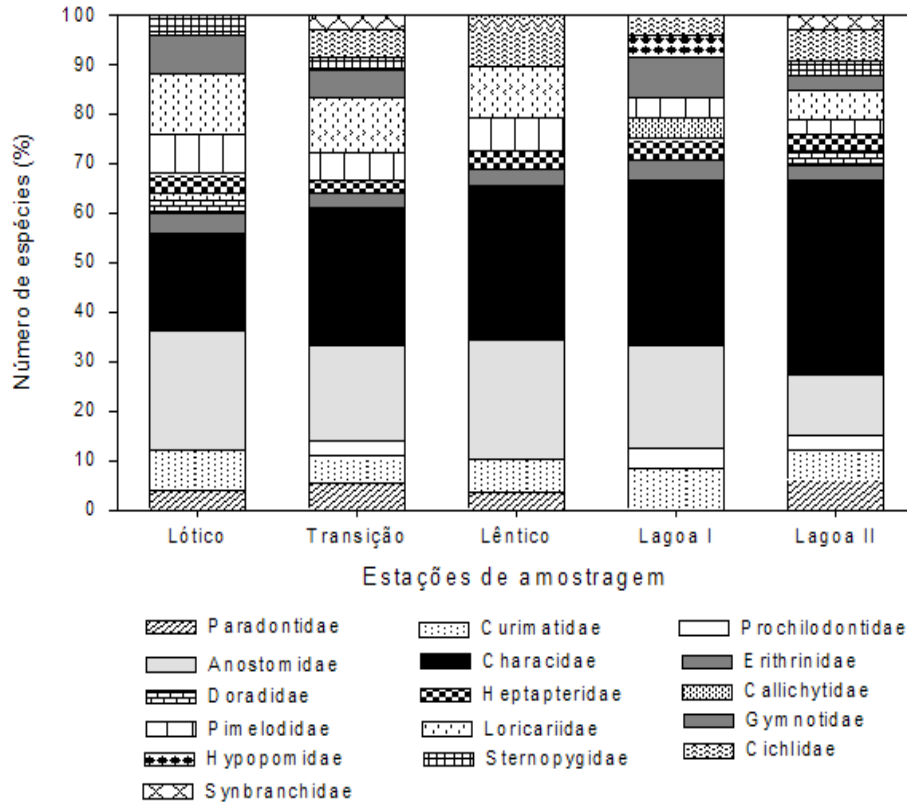 Número de espécies (%)
100
90
80
70
60
50
40
30
20
10
0
Lótico Transição Lêntico Lagoa I Lagoa II
Estações de amostragem
Paradontidae Curimatidae Prochilodontidae
Anostomidae Characidae Erithrinidae
Doradidae Heptapteridae Callichytidae
Pimelodidae Loricariidae Gymnotidae
Hypopomidae Sternopygidae Cichlidae
Synbranchidae